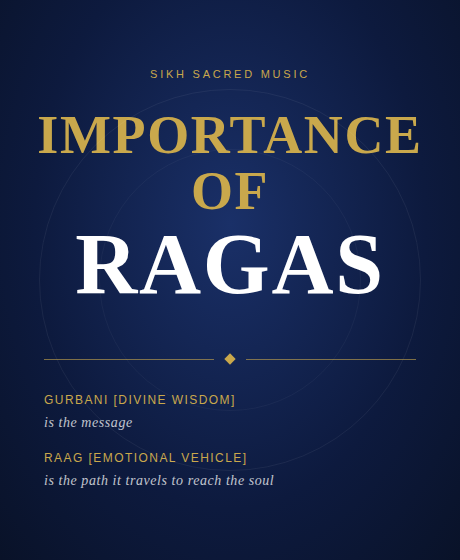 SIKH SACRED MUSIC
IMPORTANCE
OF
RAGAS
GURBANI [DIVINE WISDOM]
is the message
RAAG [EMOTIONAL VEHICLE]
is the path it travels to reach the soul